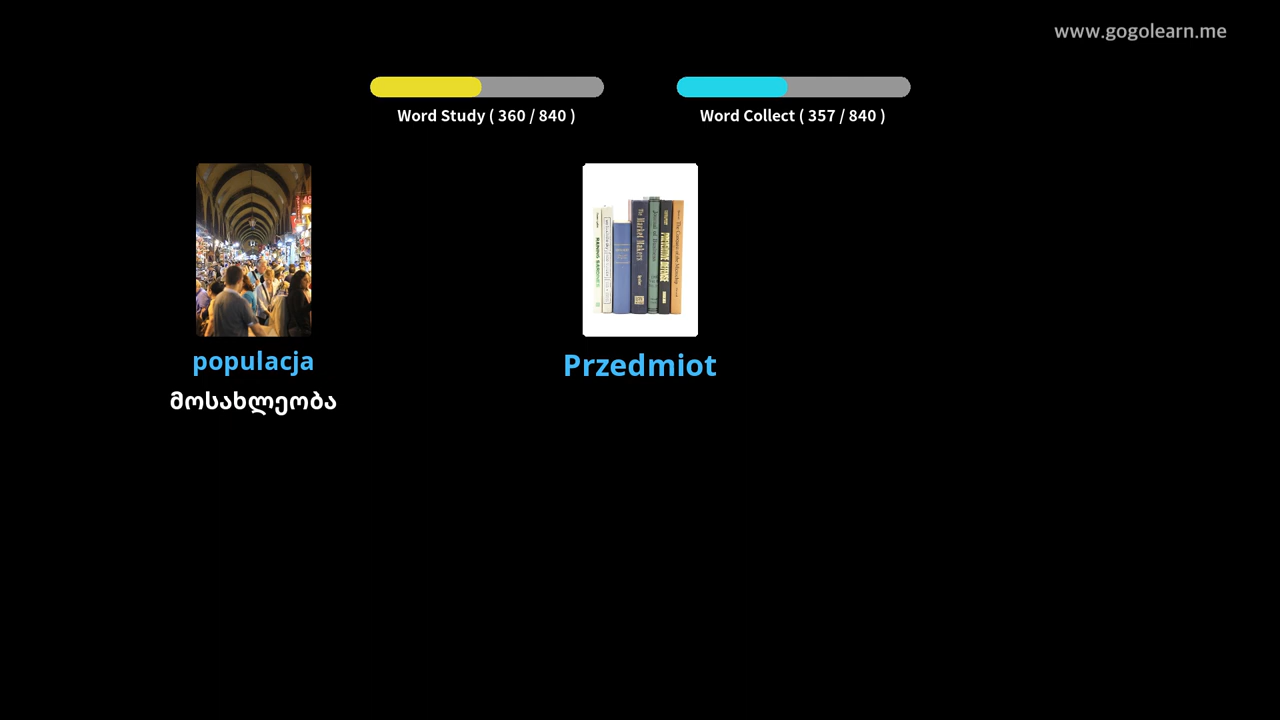 www.gogolearn.me
Word Study ( 360 / 840 )
Word Collect ( 357 / 840 )
populacja
მოსახლეობა
Przedmiot